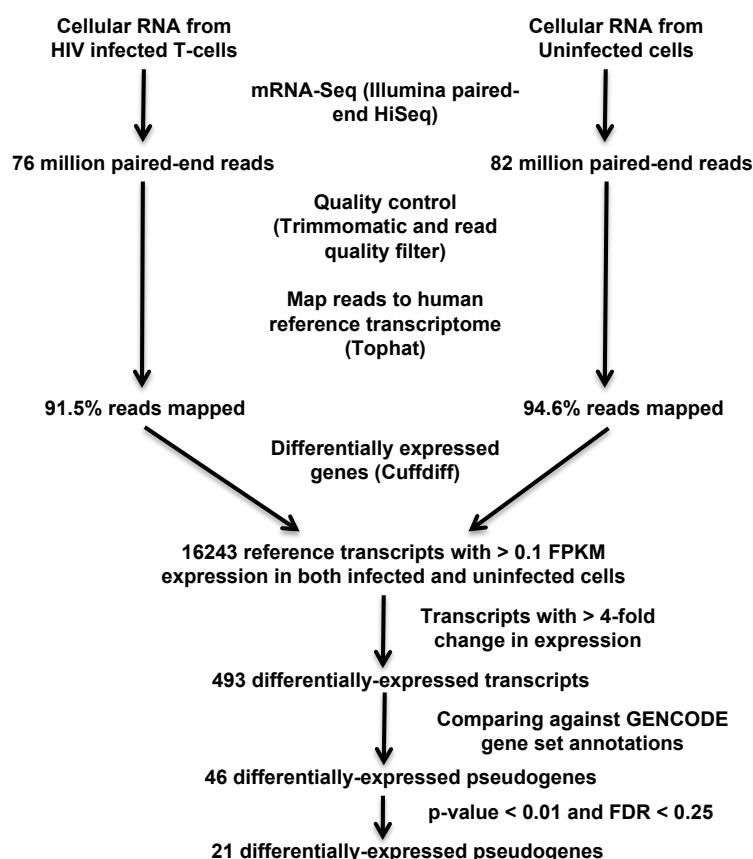 Cellular RNA from
HIV infected T-cells
Cellular RNA from
Uninfected cells
mRNA-Seq (Illumina paired-
end HiSeq)
76 million paired-end reads
82 million paired-end reads
Quality control
(Trimmomatic and read
quality filter)
Map reads to human
reference transcriptome
(Tophat)
91.5% reads mapped
94.6% reads mapped
Differentially expressed
genes (Cuffdiff)
16243 reference transcripts with > 0.1 FPKM
expression in both infected and uninfected cells
Transcripts with > 4-fold
change in expression
493 differentially-expressed transcripts
Comparing against GENCODE
gene set annotations
46 differentially-expressed pseudogenes
p-value < 0.01 and FDR < 0.25
21 differentially-expressed pseudogenes